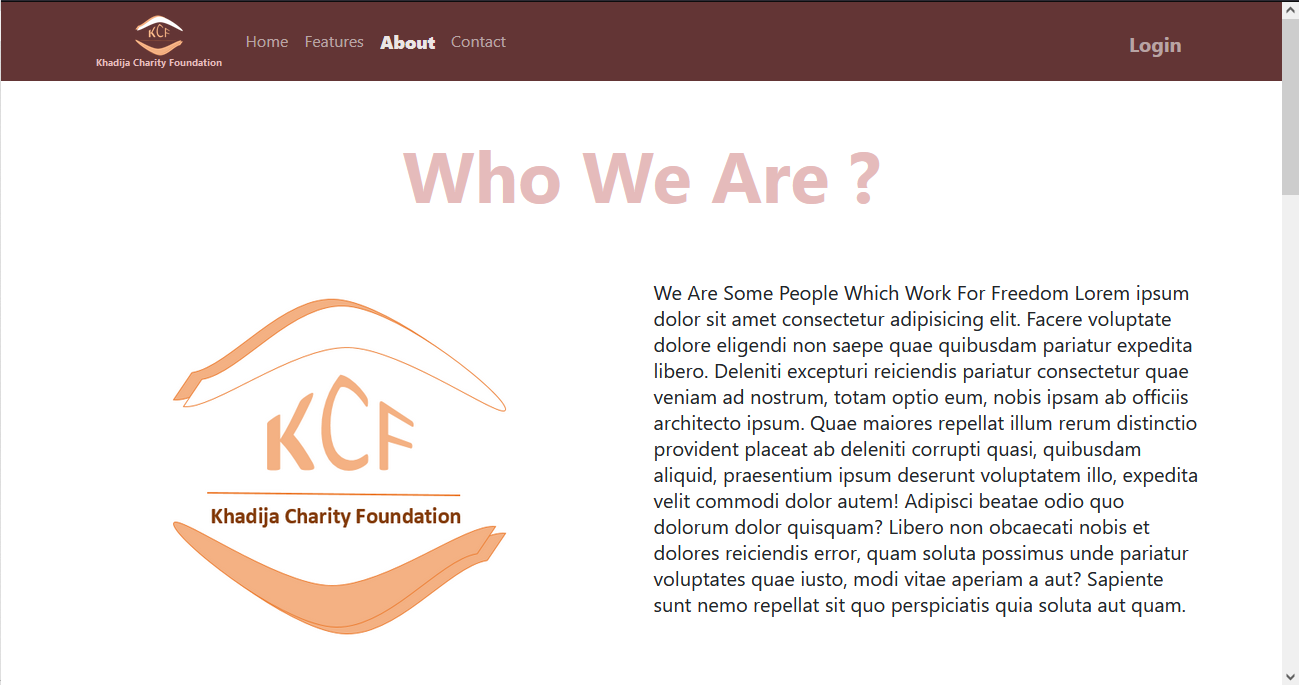 KCF
Khadija Charity Foundation
Home Features About Contact
Login
Who We Are ?
KCF
Khadija Charity Foundation
We Are Some People Which Work For Freedom Lorem ipsum
dolor sit amet consectetur adipisicing elit. Facere voluptate
dolore eligendi non saepe quae quibusdam pariatur expedita
libero. Deleniti excepturi reiciendis pariatur consectetur quae
veniam ad nostrum, totam optio eum, nobis ipsam ab officiis
architecto ipsum. Quae maiores repellat illum rerum distinctio
provident placeat ab deleniti corrupti quasi, quibusdam
aliquid, praesentium ipsum deserunt voluptatem illo, expedita
velit commodi dolor autem! Adipisci beatae odio quo
dolorum dolor quisquam? Libero non obcaecati nobis et
dolores reiciendis error, quam soluta possimus unde pariatur
voluptates quae iusto, modi vitae aperiam a aut? Sapiente
sunt nemo repellat sit quo perspiciatis quia soluta aut quam.